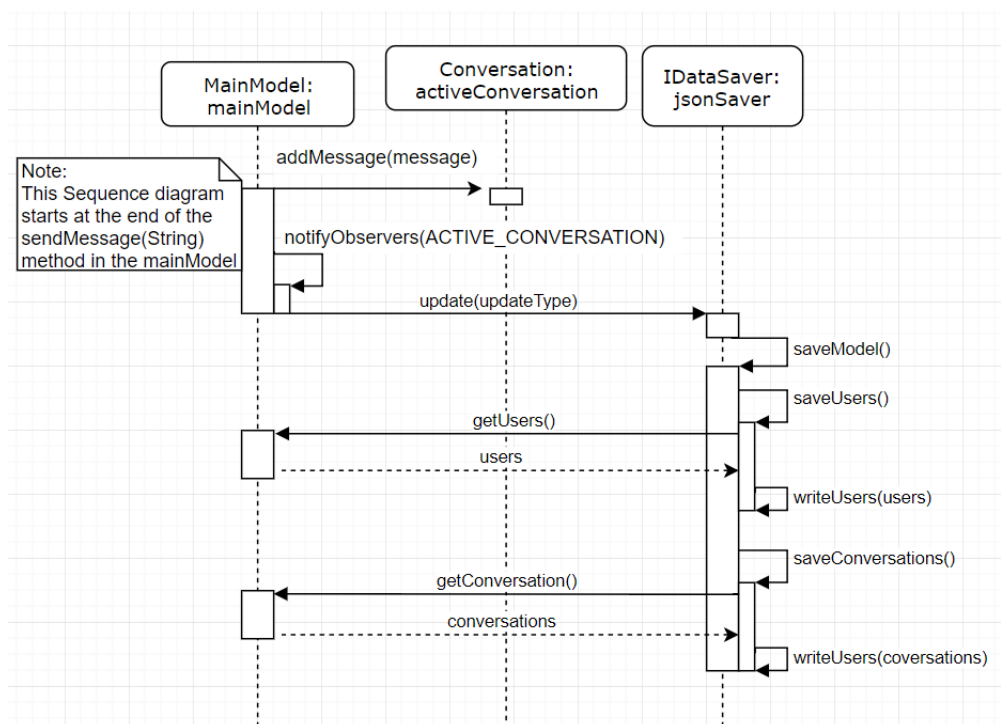 MainModel:
mainModel
Conversation:
activeConversation
IDataSaver:
jsonSaver
Note:
This Sequence diagram
starts at the end of the
sendMessage(String)
method in the mainModel
addMessage(message)
notifyObservers(ACTIVE_CONVERSATION)
update(updateType)
saveModel()
saveUsers()
getUsers()
users
writeUsers(users)
saveConversations()
getConversation()
conversations
writeUsers(coversations)